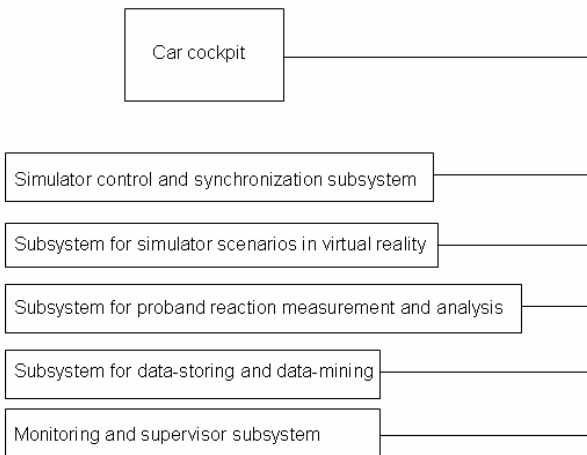 Car cockpit
Simulator control and synchronization subsystem
Subsystem for simulator scenarios in virtual reality
Subsystem for proband reaction measurement and analysis
Subsystem for data-storing and data-mining
Monitoring and supervisor subsystem